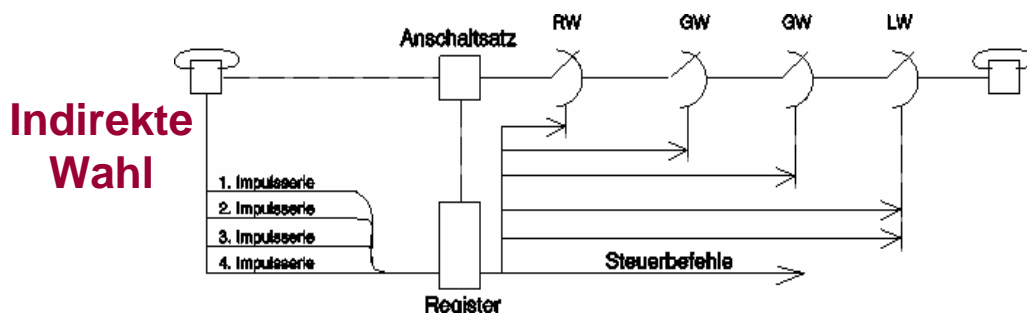 RW GW GW LW
Anschaltsatz
Indirekte
Wahl
1. Impulsserie
2. Impulsserie
3. Impulsserie
4. Impulsserie
Steuerbefehle
Register